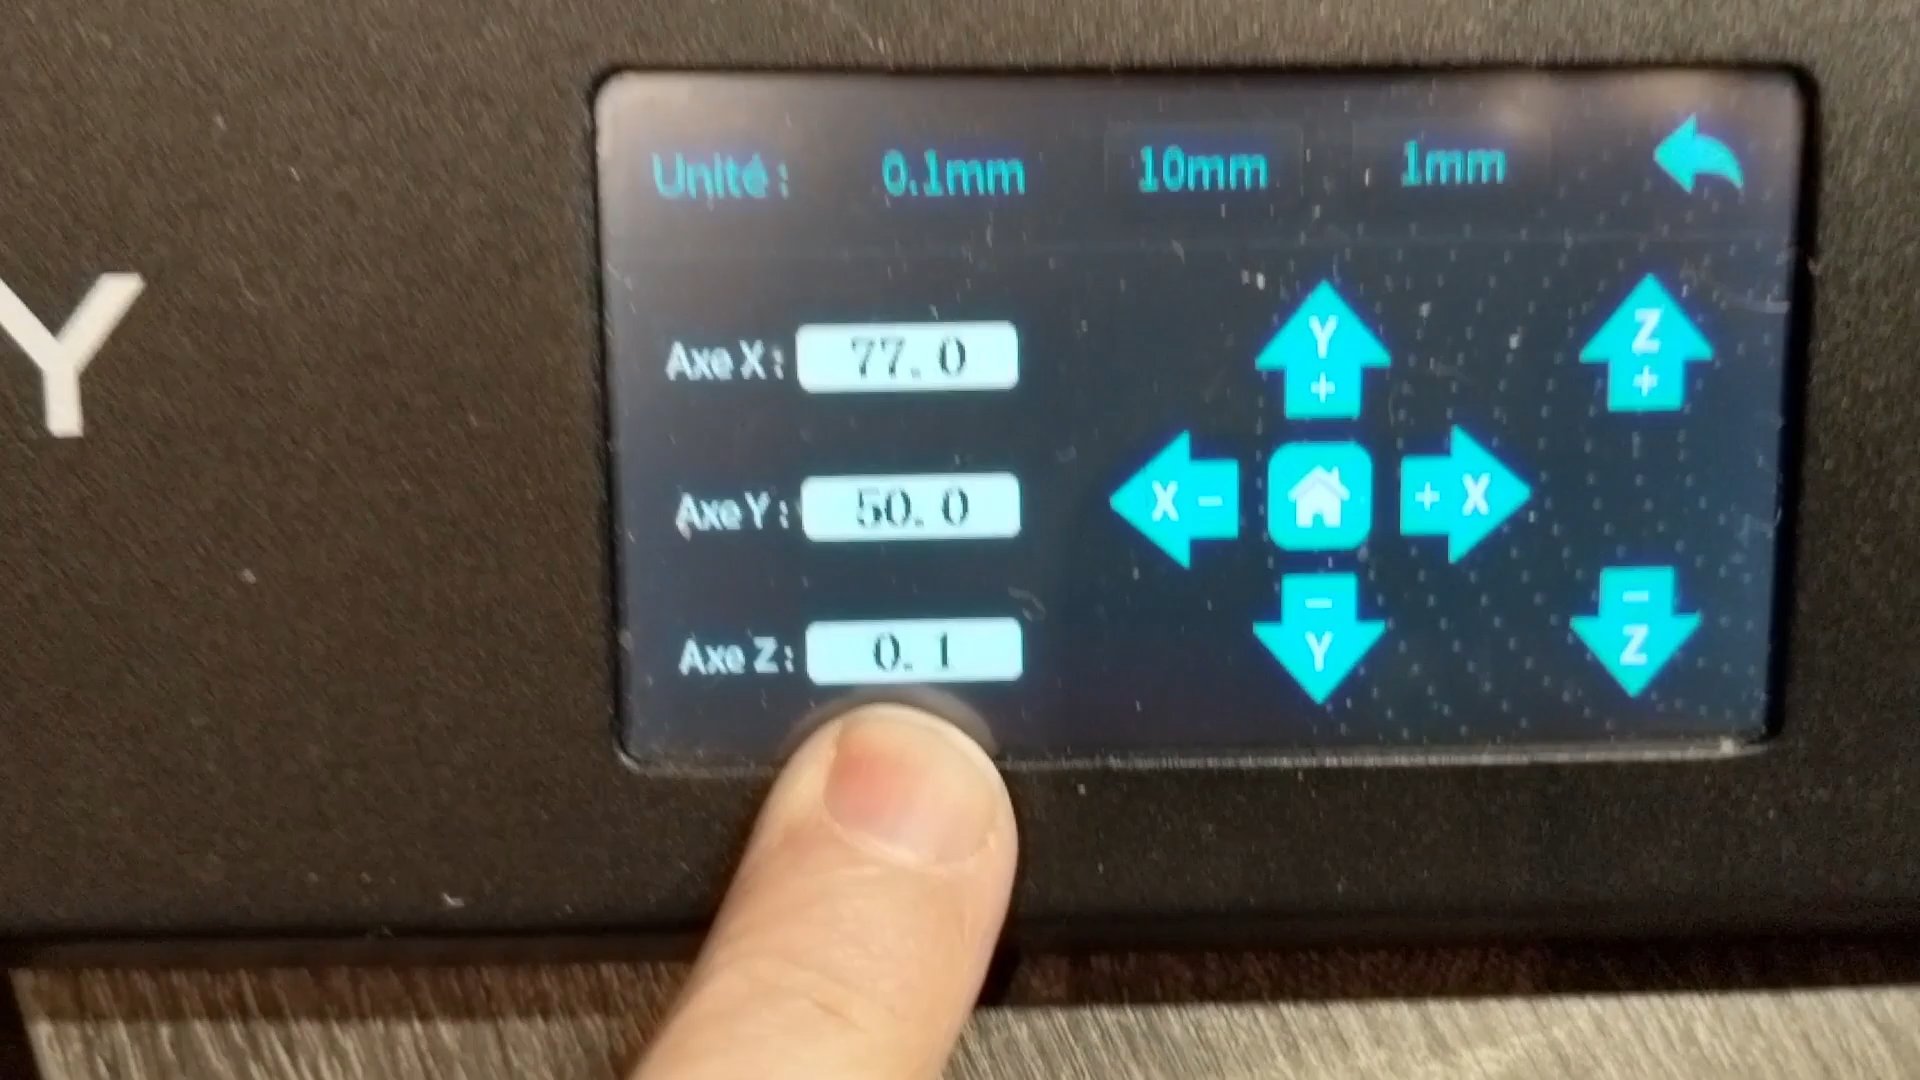 Unité : 0.1mm 10mm 1mm
Y
Axe X : 77.0
Y +
Z +
Axe Y : 50.0
X -
+ X
Axe Z : 0.1
- Y
- Z